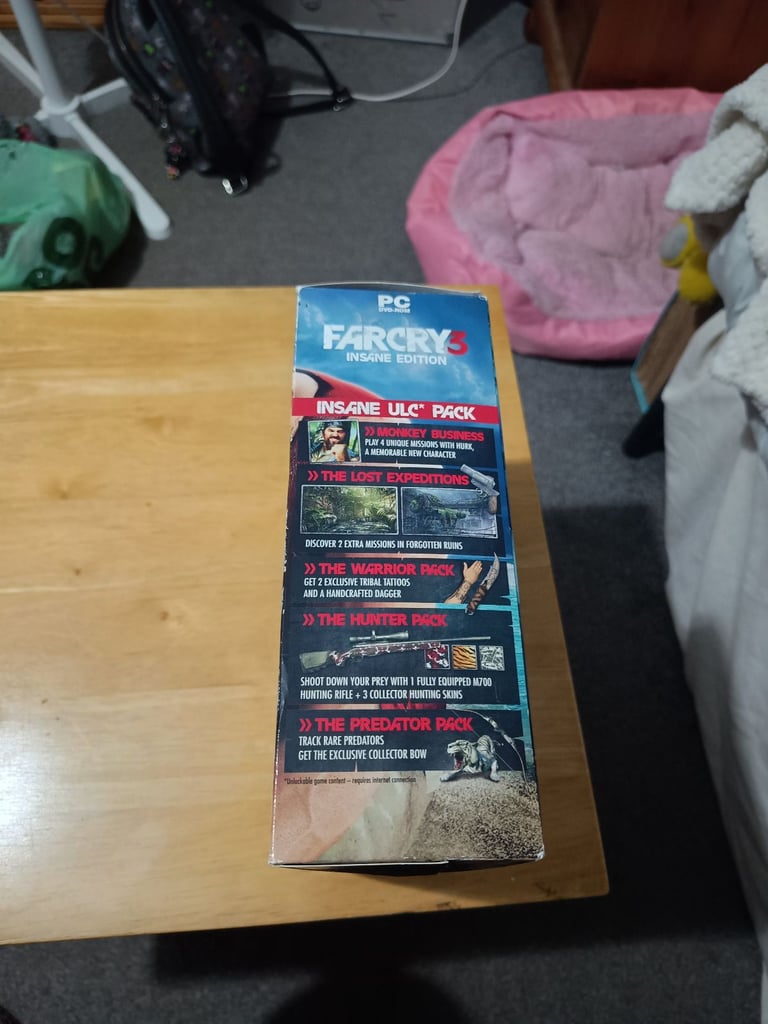 PC
DVD-ROM
FARCRY3
INSANE EDITION
INSANE ULC* PACK
>> MONKEY BUSINESS
PLAY 4 UNIQUE MISSIONS WITH HURK,
A MEMORABLE NEW CHARACTER
>> THE LOST EXPEDITIONS
DISCOVER 2 EXTRA MISSIONS IN FORGOTTEN RUINS
>> THE WARRIOR PACK
GET 2 EXCLUSIVE TRIBAL TATTOOS
AND A HANDCRAFTED DAGGER
>> THE HUNTER PACK
SHOOT DOWN YOUR PREY WITH 1 FULLY EQUIPPED M700
HUNTING RIFLE + 3 COLLECTOR HUNTING SKINS
>> THE PREDATOR PACK
TRACK RARE PREDATORS
GET THE EXCLUSIVE COLLECTOR BOW
*Unlockable game content – requires internet connection